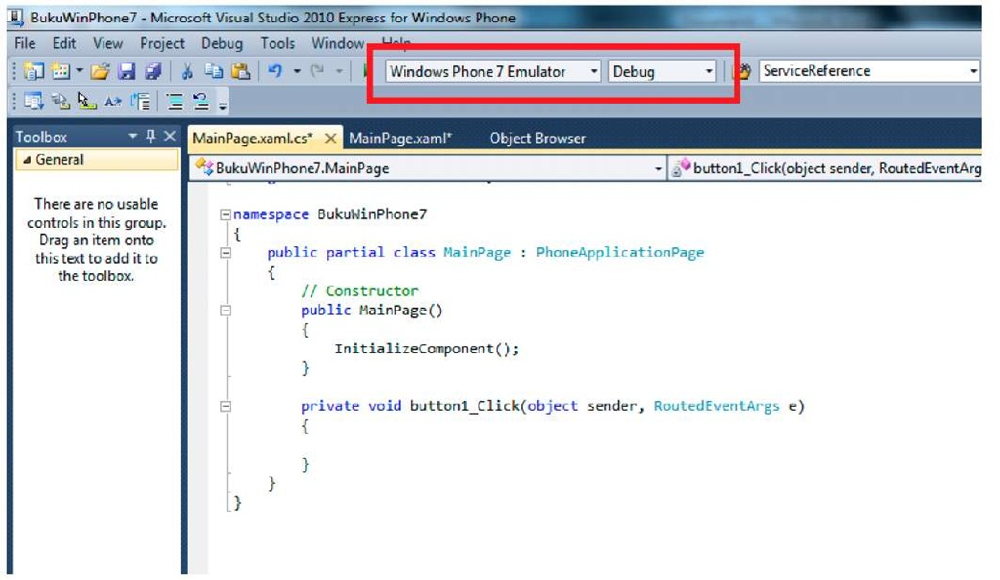 BukuWinPhone7 - Microsoft Visual Studio 2010 Express for Windows Phone
File Edit View Project Debug Tools Window Help
Windows Phone 7 Emulator Debug ServiceReference
Toolbox
MainPage.xaml.cs* MainPage.xaml* Object Browser
General
BukuWinPhone7.MainPage button1_Click(object sender, RoutedEventArg
There are no usable
controls in this group.
Drag an item onto
this text to add it to
the toolbox.
namespace BukuWinPhone7
{
public partial class MainPage : PhoneApplicationPage
{
// Constructor
public MainPage()
{
InitializeComponent();
}
private void button1_Click(object sender, RoutedEventArgs e)
{
}
}
}